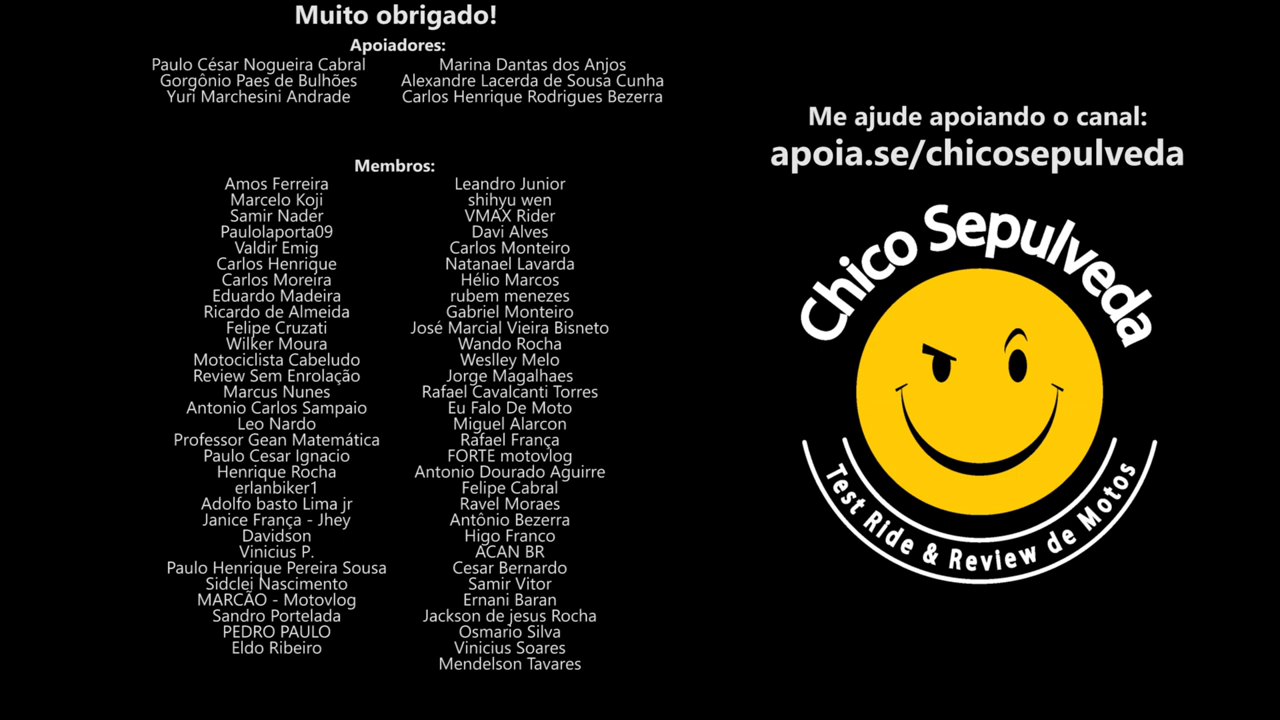 Muito obrigado!
Apoiadores:
Paulo César Nogueira Cabral
Gorgônio Paes de Bulhões
Yuri Marchesini Andrade
Marina Dantas dos Anjos
Alexandre Lacerda de Sousa Cunha
Carlos Henrique Rodrigues Bezerra
Membros:
Amos Ferreira
Marcelo Koji
Samir Nader
Paulolaporta09
Valdir Emig
Carlos Henrique
Carlos Moreira
Eduardo Madeira
Ricardo de Almeida
Felipe Cruzati
Wilker Moura
Motociclista Cabeludo
Review Sem Enrolação
Marcus Nunes
Antonio Carlos Sampaio
Leo Nardo
Professor Gean Matemática
Paulo Cesar Ignacio
Henrique Rocha
erlanbiker1
Adolfo basto Lima jr
Janice França - Jhey
Davidson
Vinicius P.
Paulo Henrique Pereira Sousa
Sidclei Nascimento
MARCÃO - Motovlog
Sandro Portelada
PEDRO PAULO
Eldo Ribeiro
Leandro Junior
shihyu wen
VMAX Rider
Davi Alves
Carlos Monteiro
Natanael Lavarda
Hélio Marcos
rubem menezes
Gabriel Monteiro
José Marcial Vieira Bisneto
Wando Rocha
Weslley Melo
Jorge Magalhaes
Rafael Cavalcanti Torres
Eu Falo De Moto
Miguel Alarcon
Rafael França
FORTE motovlog
Antonio Dourado Aguirre
Felipe Cabral
Ravel Moraes
Antônio Bezerra
Higo Franco
ACAN BR
Cesar Bernardo
Samir Vitor
Ernani Baran
Jackson de jesus Rocha
Osmario Silva
Vinicius Soares
Mendelson Tavares
Me ajude apoiando o canal:
apoia.se/chicosepulveda
Chico Sepulveda
Test Ride & Review de Motos